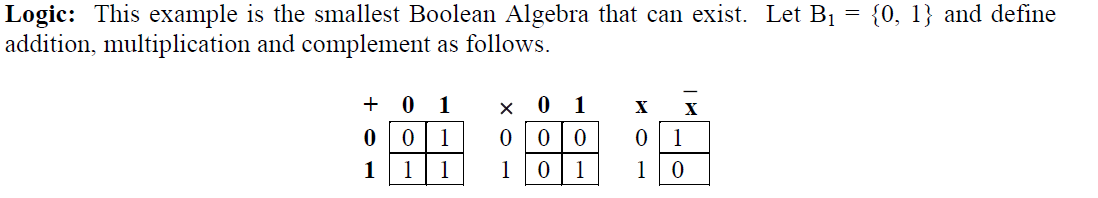 Logic: This example is the smallest Boolean Algebra that can exist. Let B₁ = {0, 1} and define
addition, multiplication and complement as follows.
+ 0 1 × 0 1 x x̅
0 0 1 0 0 0 0 1
1 1 1 1 0 1 1 0